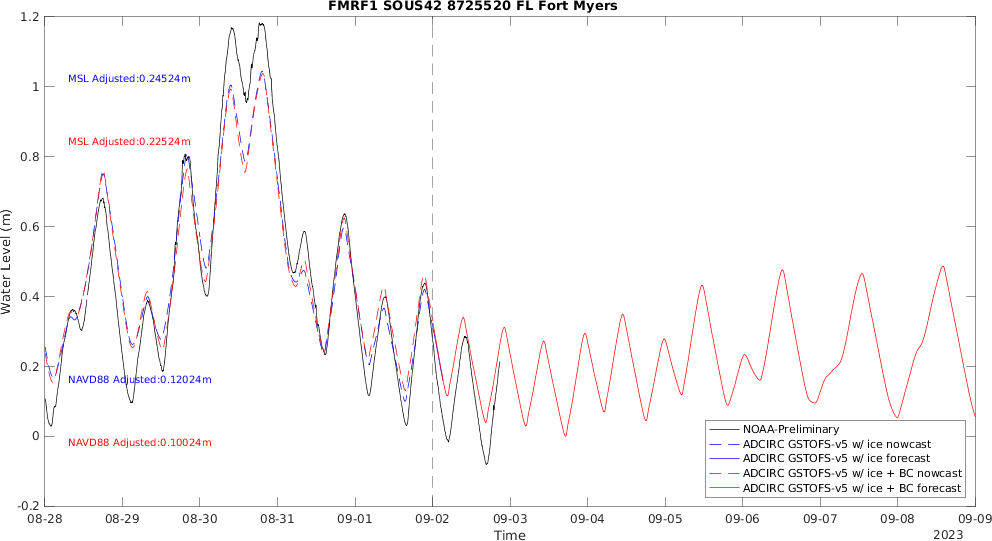 FMRF1 SOUS42 8725520 FL Fort Myers
1.2
1
0.8
0.6
0.4
0.2
0
-0.2
Water Level (m)
MSL Adjusted:0.24524m
MSL Adjusted:0.22524m
NAVD88 Adjusted:0.12024m
NAVD88 Adjusted:0.10024m
NOAA-Preliminary
ADCIRC GSTOFS-v5 w/ ice nowcast
ADCIRC GSTOFS-v5 w/ ice forecast
ADCIRC GSTOFS-v5 w/ ice + BC nowcast
ADCIRC GSTOFS-v5 w/ ice + BC forecast
08-28 08-29 08-30 08-31 09-01 09-02 09-03 09-04 09-05 09-06 09-07 09-08 09-09
Time
2023